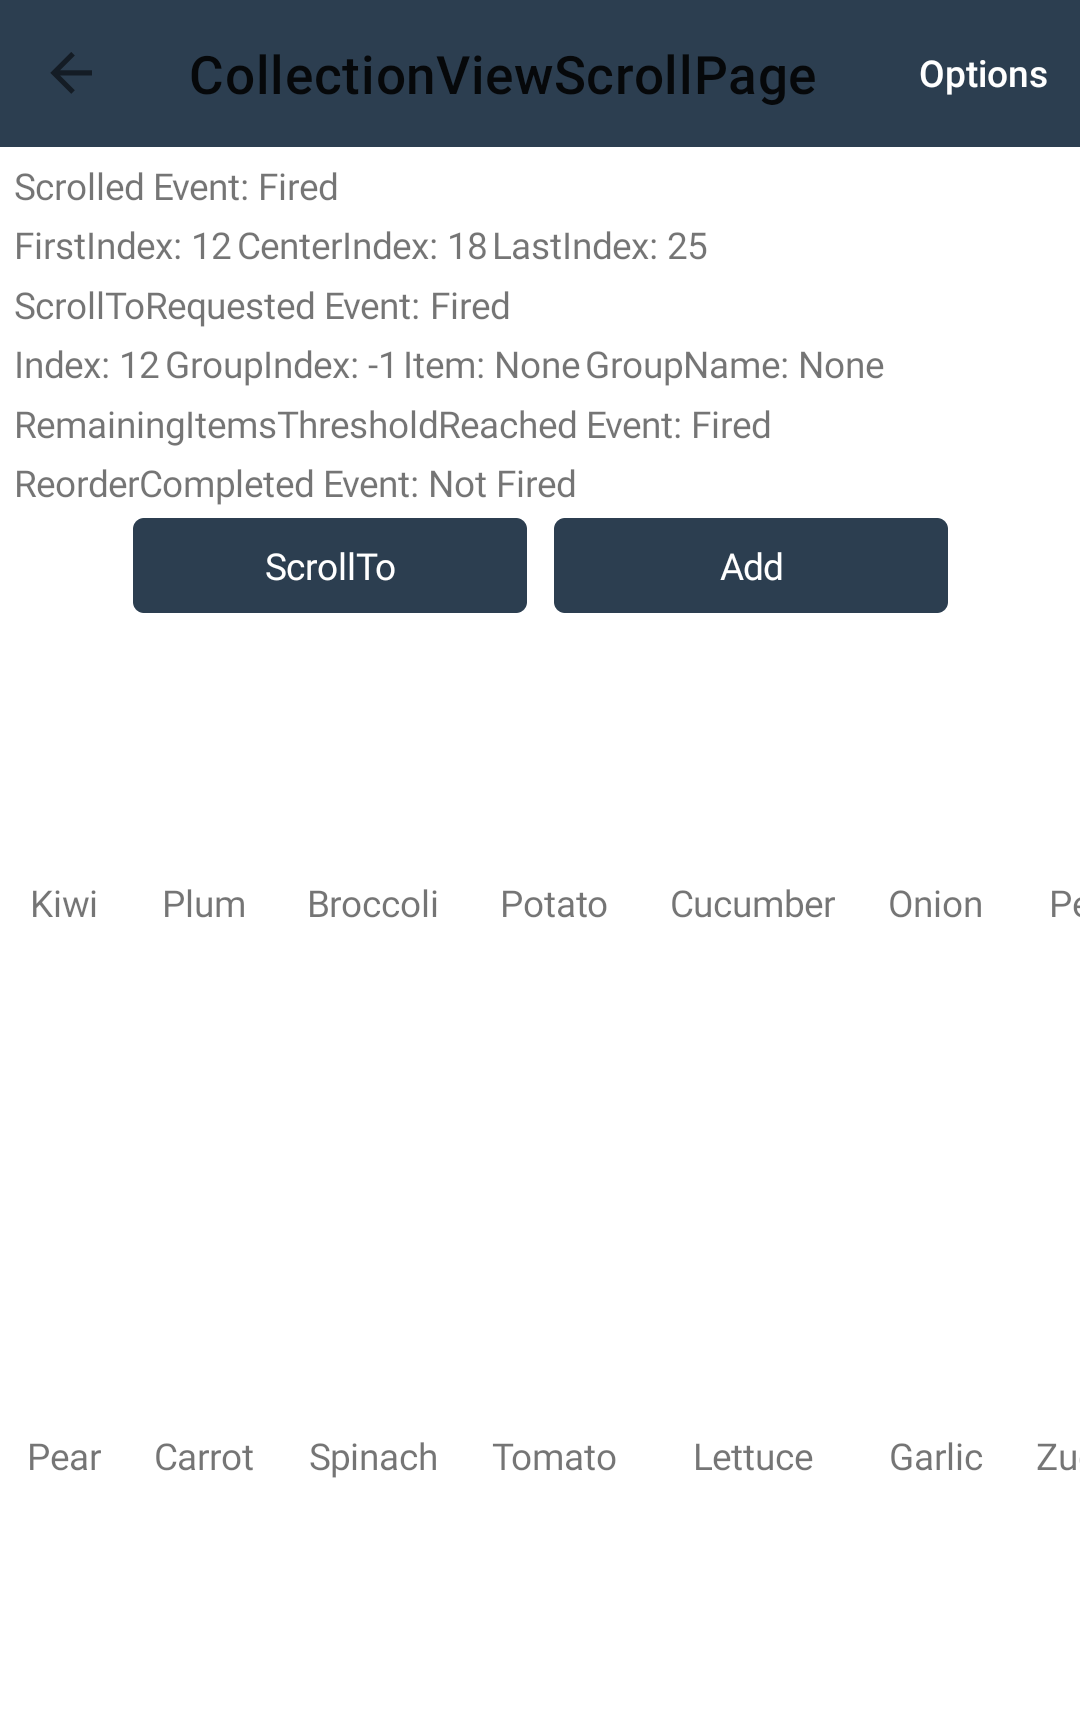 CollectionViewScrollPage Options
Scrolled Event: Fired
FirstIndex: 12 CenterIndex: 18 LastIndex: 25
ScrollToRequested Event: Fired
Index: 12 GroupIndex: -1 Item: None GroupName: None
RemainingItemsThresholdReached Event: Fired
ReorderCompleted Event: Not Fired
ScrollTo Add
Kiwi Plum Broccoli Potato Cucumber Onion Pe
Pear Carrot Spinach Tomato Lettuce Garlic Zu